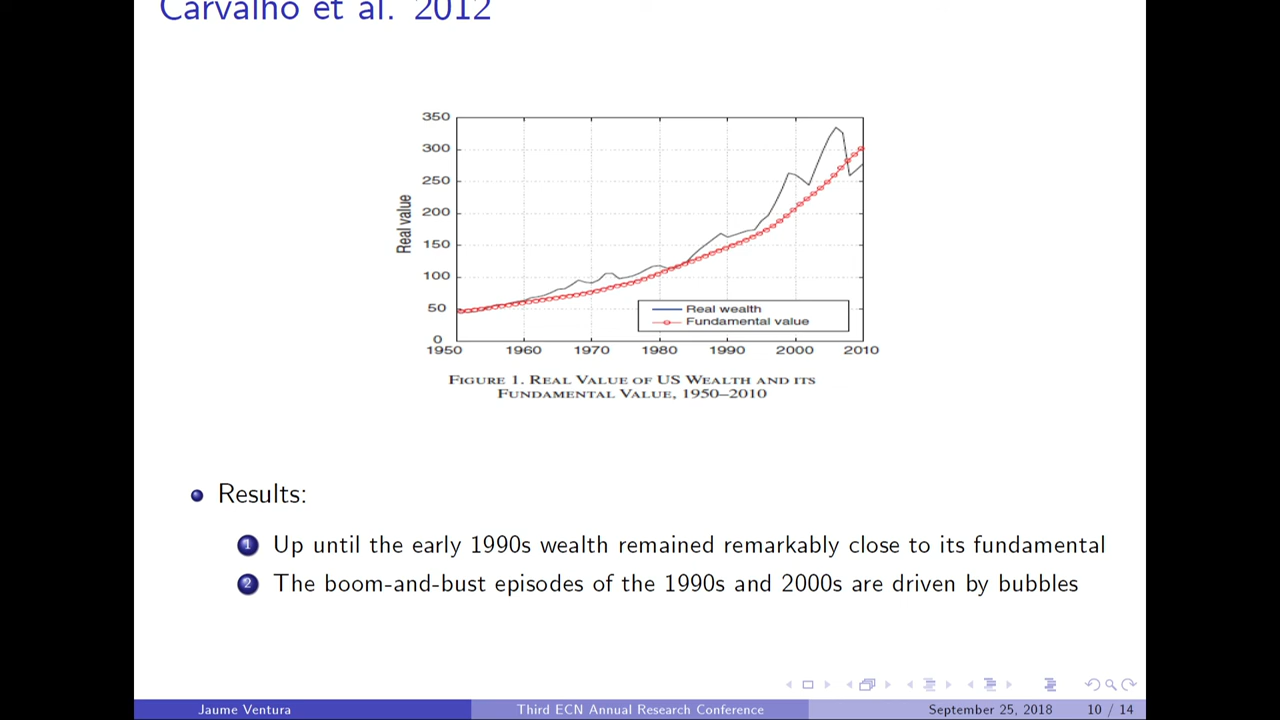 Carvalho et al. 2012
350
300
250
200
150
100
50
0
Real value
1950 1960 1970 1980 1990 2000 2010
Real wealth
Fundamental value
FIGURE 1. REAL VALUE OF US WEALTH AND ITS
FUNDAMENTAL VALUE, 1950–2010
Results:
1 Up until the early 1990s wealth remained remarkably close to its fundamental
2 The boom-and-bust episodes of the 1990s and 2000s are driven by bubbles
Jaume Ventura Third ECN Annual Research Conference September 25, 2018 10 / 14